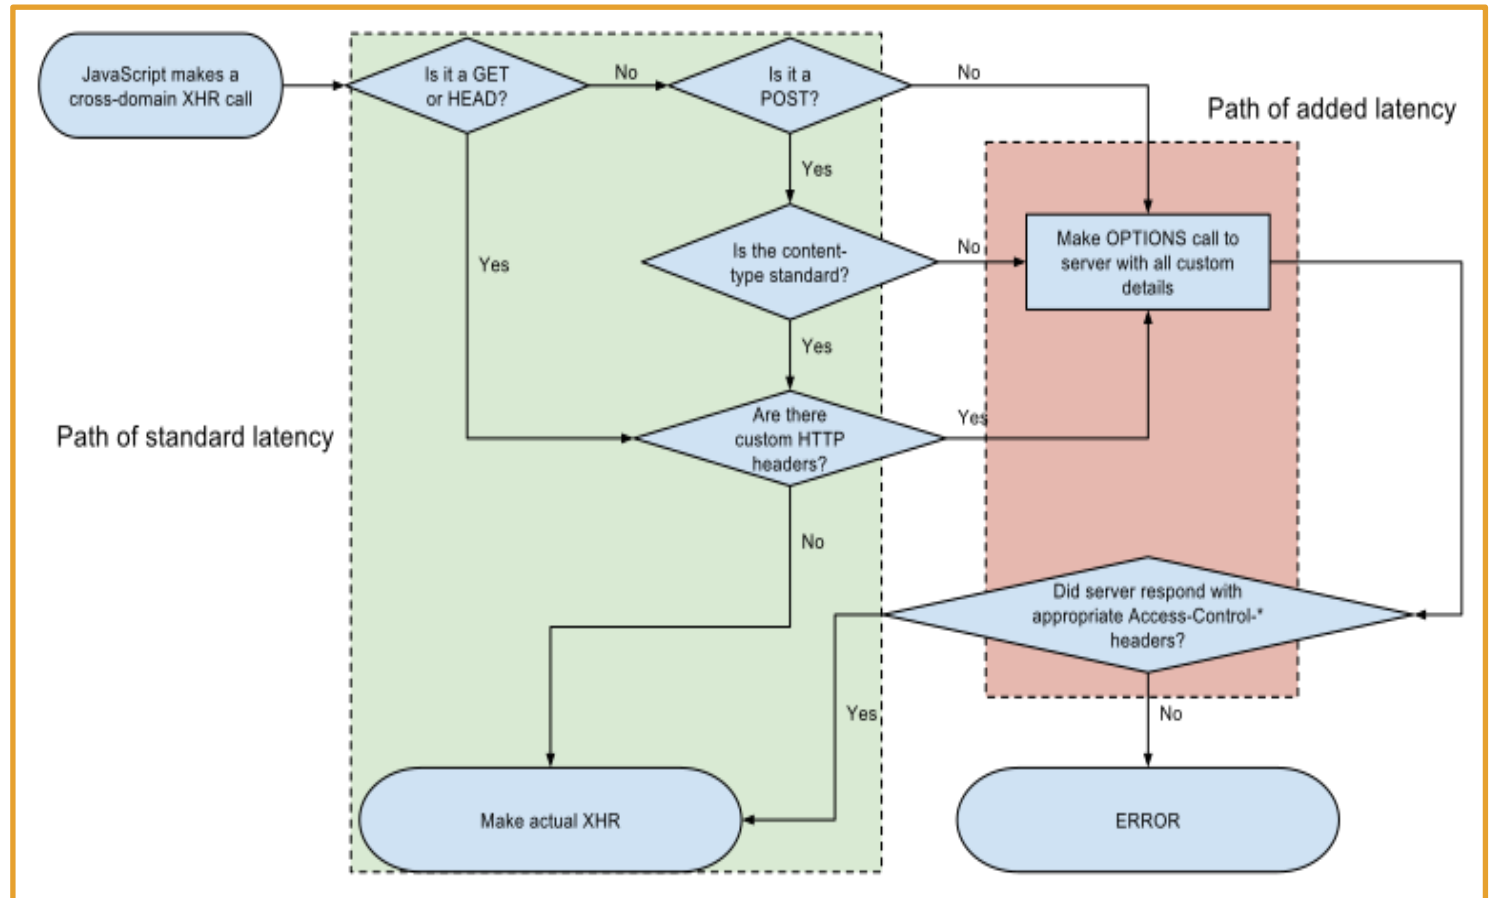 JavaScript makes a
cross-domain XHR call
Is it a GET
or HEAD?
No
Is it a
POST?
No
Path of added latency
Yes
Yes
Is the content-
type standard?
No
Make OPTIONS call to
server with all custom
details
Yes
Path of standard latency
Are there
custom HTTP
headers?
Yes
No
Did server respond with
appropriate Access-Control-*
headers?
Yes
No
Make actual XHR
ERROR